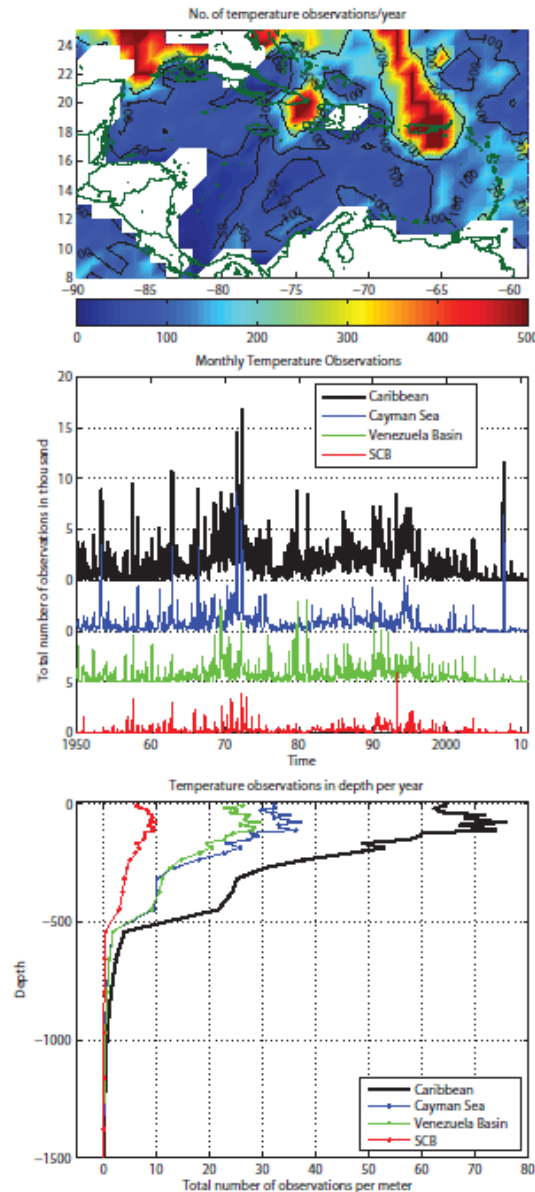 No. of temperature observations/year
24
22
20
18
16
14
12
10
8
−90 −85 −80 −75 −70 −65 −60
0 100 200 300 400 500
Monthly Temperature Observations
20
15
10
5
0
0
5
0
Total number of observations in thousand
Caribbean
Cayman Sea
Venezuela Basin
SCB
1950 60 70 80 90 2000 10
Time
Temperature observations in depth per year
0
−500
−1000
−1500
Depth
Caribbean
Cayman Sea
Venezuela Basin
SCB
0 10 20 30 40 50 60 70 80
Total number of observations per meter